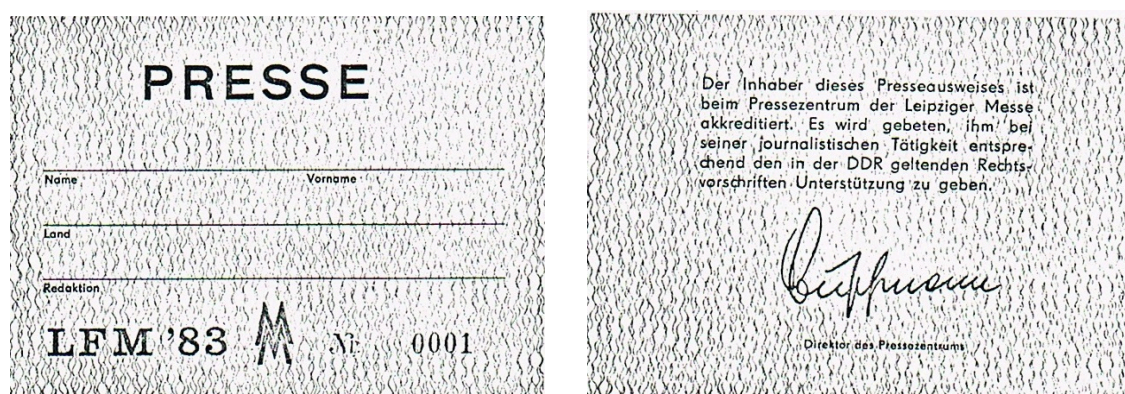 PRESSE
Name Vorname
Land
Redaktion
LFM '83 Nr. 0001
Der Inhaber dieses Presseausweises ist
beim Pressezentrum der Leipziger Messe
akkreditiert. Es wird gebeten, ihm bei
seiner journalistischen Tätigkeit entspre-
chend den in der DDR geltenden Rechts-
vorschriften Unterstützung zu geben.
Direktor des Pressezentrums